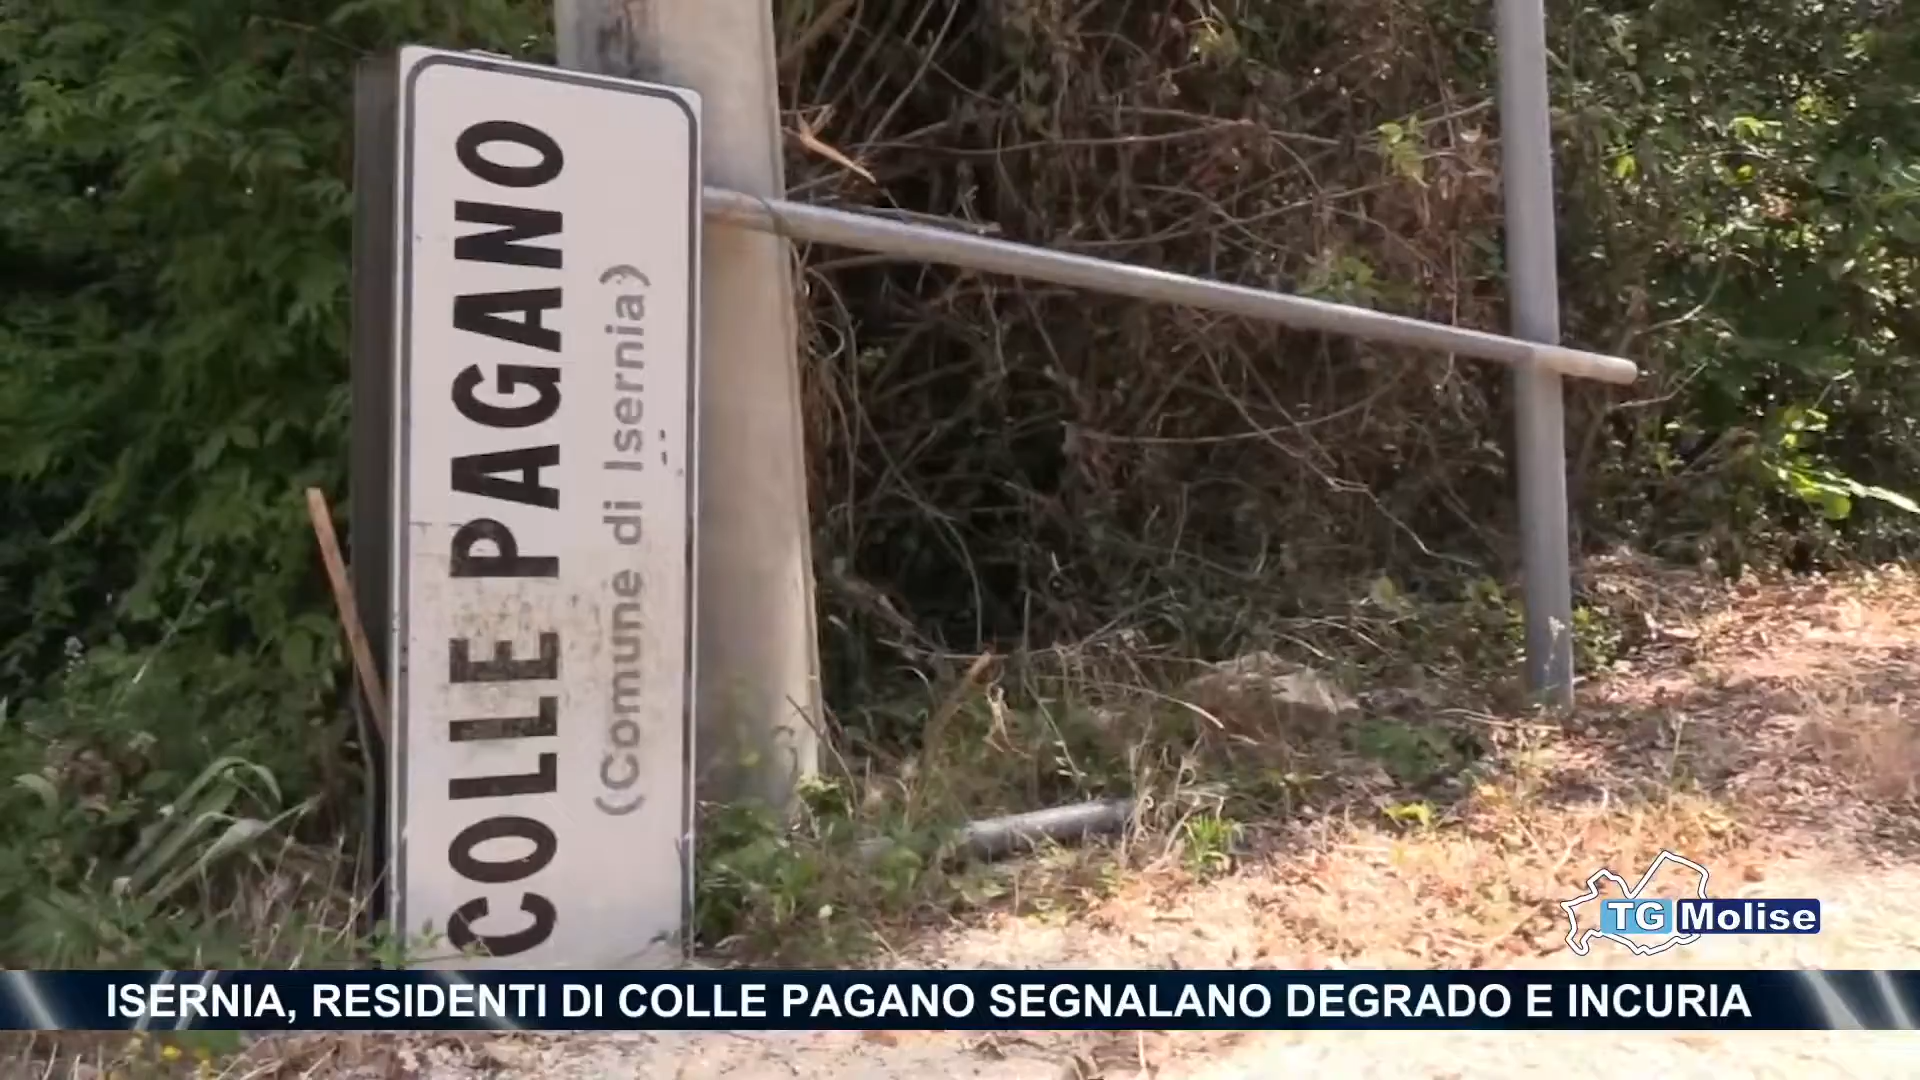 COLLE PAGANO
(Comune di Isernia)
TG Molise
ISERNIA, RESIDENTI DI COLLE PAGANO SEGNALANO DEGRADO E INCURIA